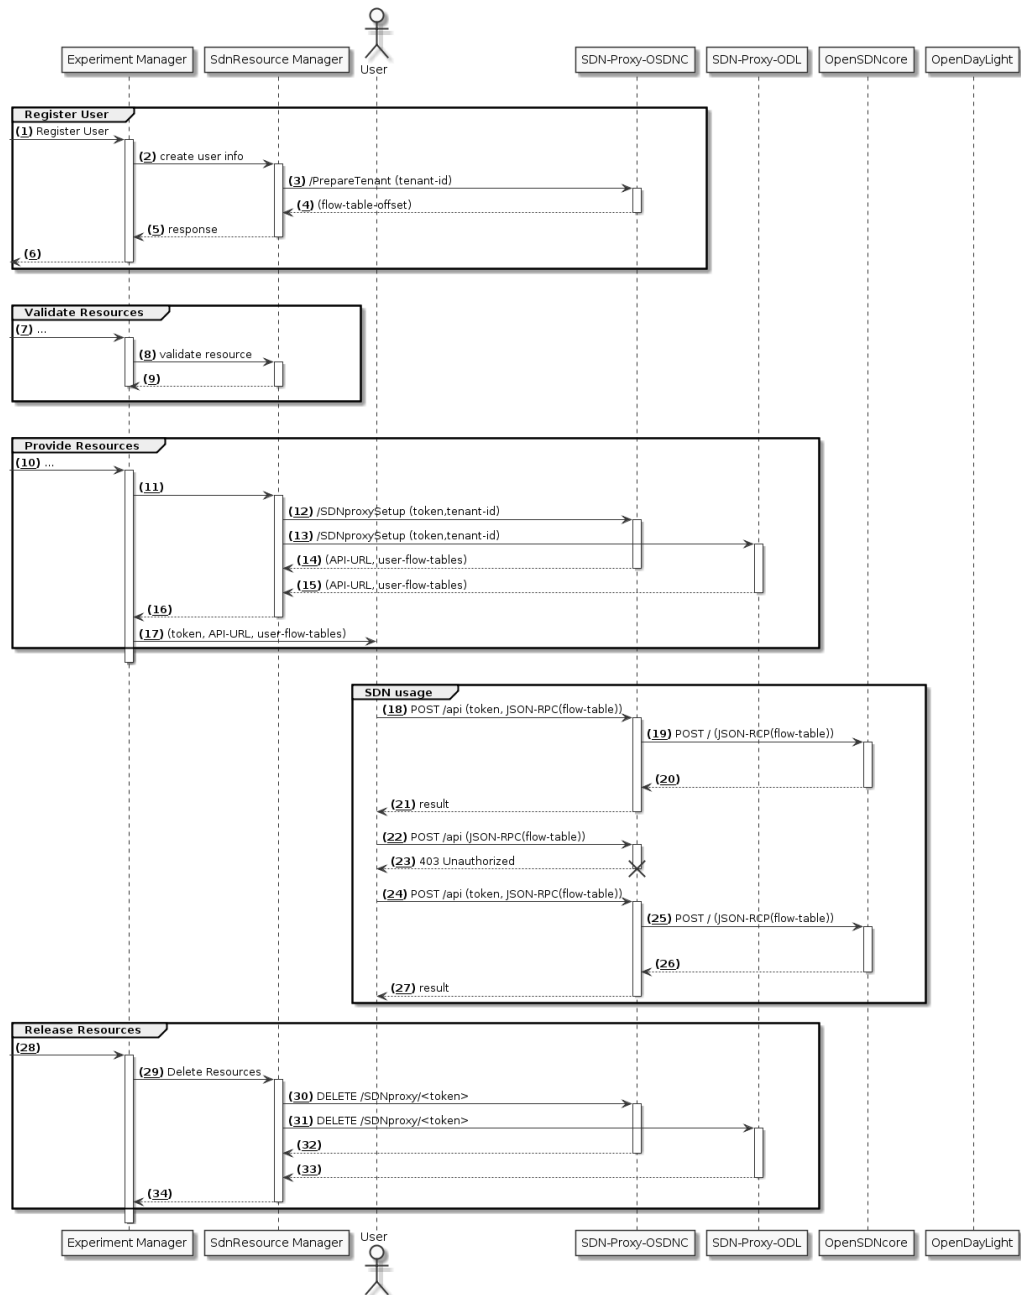 User
Experiment Manager
SdnResource Manager
SDN-Proxy-OSDNC
SDN-Proxy-ODL
OpenSDNcore
OpenDayLight
Register User
(1) Register User
(2) create user info
(3) /PrepareTenant (tenant-id)
(4) (flow-table-offset)
(5) response
(6)
Validate Resources
(7) ...
(8) validate resource
(9)
Provide Resources
(10) ...
(11)
(12) /SDNproxySetup (token,tenant-id)
(13) /SDNproxySetup (token,tenant-id)
(14) (API-URL, user-flow-tables)
(15) (API-URL, user-flow-tables)
(16)
(17) (token, API-URL, user-flow-tables)
SDN usage
(18) POST /api (token, JSON-RPC(flow-table))
(19) POST / (JSON-RCP(flow-table))
(20)
(21) result
(22) POST /api (JSON-RPC(flow-table))
(23) 403 Unauthorized
(24) POST /api (token, JSON-RPC(flow-table))
(25) POST / (JSON-RCP(flow-table))
(26)
(27) result
Release Resources
(28)
(29) Delete Resources
(30) DELETE /SDNproxy/<token>
(31) DELETE /SDNproxy/<token>
(32)
(33)
(34)
Experiment Manager
SdnResource Manager
User
SDN-Proxy-OSDNC
SDN-Proxy-ODL
OpenSDNcore
OpenDayLight